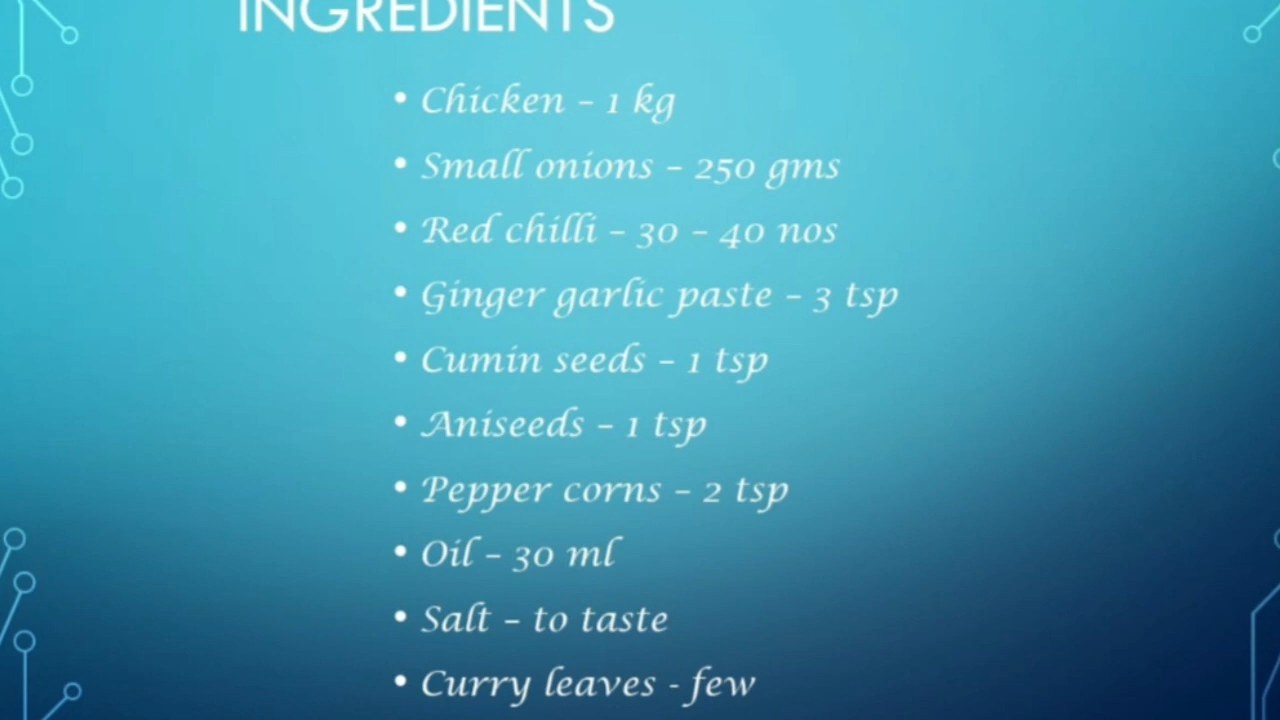 INGREDIENTS
• Chicken – 1 kg
• Small onions – 250 gms
• Red chilli – 30 – 40 nos
• Ginger garlic paste – 3 tsp
• Cumin seeds – 1 tsp
• Aniseeds – 1 tsp
• Pepper corns – 2 tsp
• Oil – 30 ml
• Salt – to taste
• Curry leaves - few